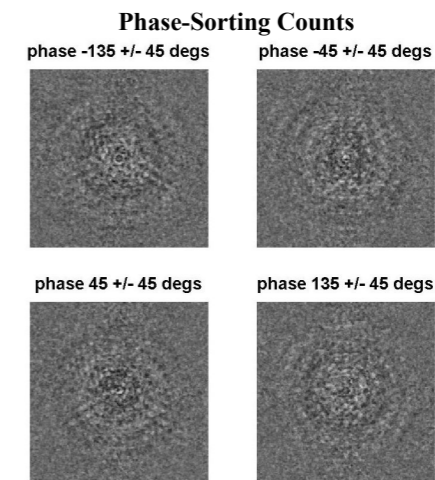 Phase-Sorting Counts
phase -135 +/- 45 degs
phase -45 +/- 45 degs
phase 45 +/- 45 degs
phase 135 +/- 45 degs